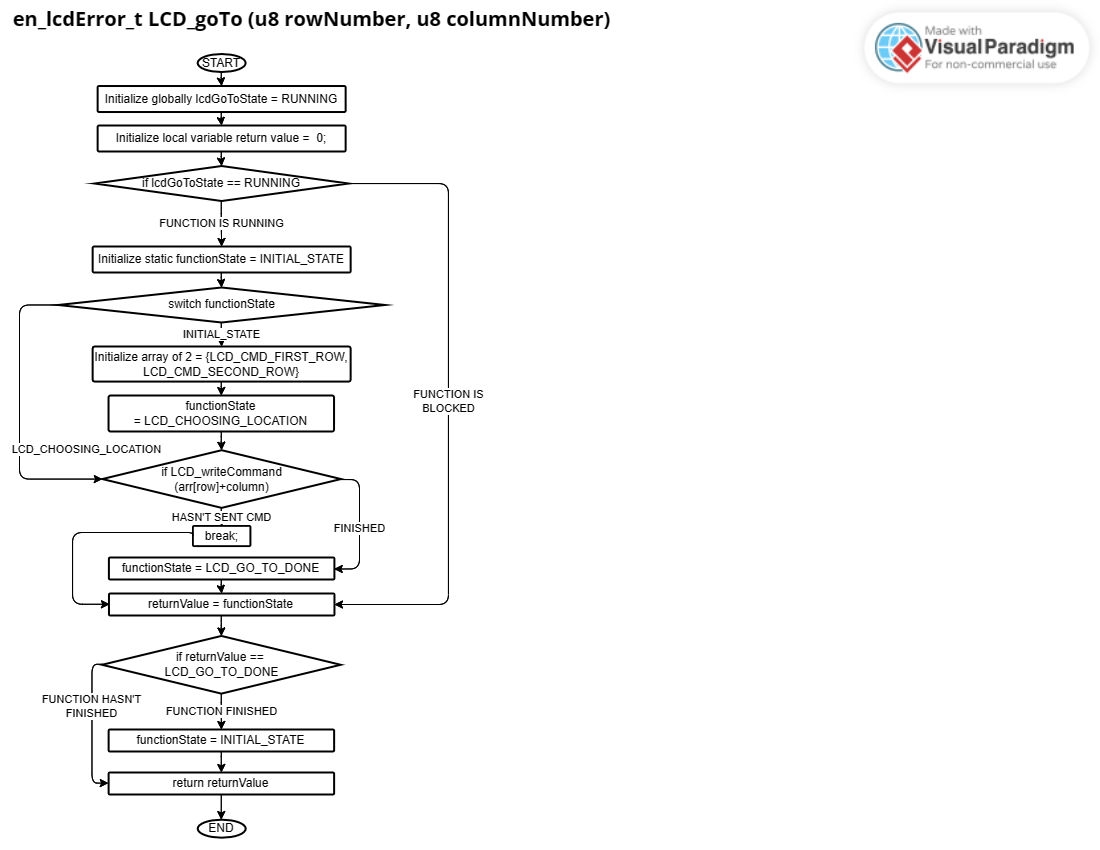 en_lcdError_t LCD_goTo (u8 rowNumber, u8 columnNumber)
Made with
Visual Paradigm
For non-commercial use
START
Initialize globally lcdGoToState = RUNNING
Initialize local variable return value =  0;
if lcdGoToState == RUNNING
FUNCTION IS RUNNING
Initialize static functionState = INITIAL_STATE
switch functionState
INITIAL_STATE
Initialize array of 2 = {LCD_CMD_FIRST_ROW,
LCD_CMD_SECOND_ROW}
FUNCTION IS
BLOCKED
functionState
= LCD_CHOOSING_LOCATION
LCD_CHOOSING_LOCATION
if LCD_writeCommand
(arr[row]+column)
HASN'T SENT CMD
FINISHED
break;
functionState = LCD_GO_TO_DONE
returnValue = functionState
if returnValue ==
LCD_GO_TO_DONE
FUNCTION HASN'T
FINISHED
FUNCTION FINISHED
functionState = INITIAL_STATE
return returnValue
END